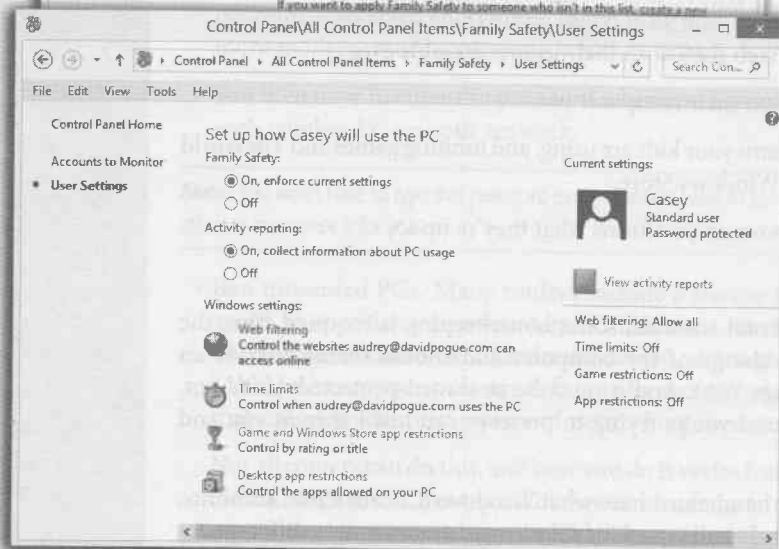 If you want to apply Family Safety to someone who isn't in this list, create a new
Control Panel\All Control Panel Items\Family Safety\User Settings
Control Panel ▸ All Control Panel Items ▸ Family Safety ▸ User Settings
Search Con...
File Edit View Tools Help
Control Panel Home
Accounts to Monitor
User Settings
Set up how Casey will use the PC
Family Safety:
On, enforce current settings
Off
Activity reporting:
On, collect information about PC usage
Off
Windows settings:
Web filtering
Control the websites audrey@davidpogue.com can
access online
Time limits
Control when audrey@davidpogue.com uses the PC
Game and Windows Store app restrictions
Control by rating or title
Desktop app restrictions
Control the apps allowed on your PC
Current settings:
Casey
Standard user
Password protected
View activity reports
Web filtering: Allow all
Time limits: Off
Game restrictions: Off
App restrictions: Off